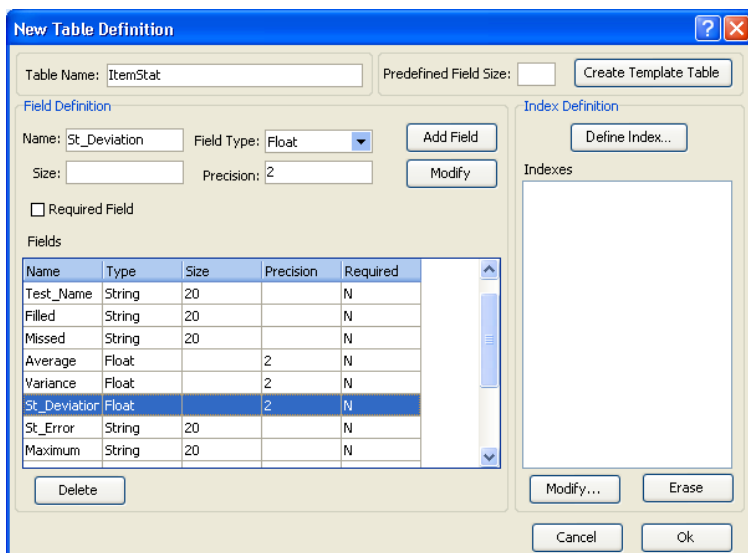 New Table Definition
Table Name: ItemStat
Predefined Field Size:
Create Template Table
Field Definition
Name: St_Deviation
Field Type: Float
Add Field
Size:
Precision: 2
Modify
Required Field
Fields
Name Type Size Precision Required
Test_Name String 20 N
Filled String 20 N
Missed String 20 N
Average Float 2 N
Variance Float 2 N
St_Deviation Float 2 N
St_Error String 20 N
Maximum String 20 N
Delete
Index Definition
Define Index...
Indexes
Modify...
Erase
Cancel
Ok